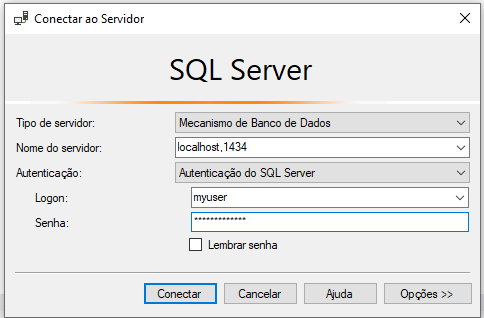 Conectar ao Servidor
SQL Server
Tipo de servidor: Mecanismo de Banco de Dados
Nome do servidor: localhost,1434
Autenticação: Autenticação do SQL Server
Logon: myuser
Senha: *************
Lembrar senha
Conectar Cancelar Ajuda Opções >>